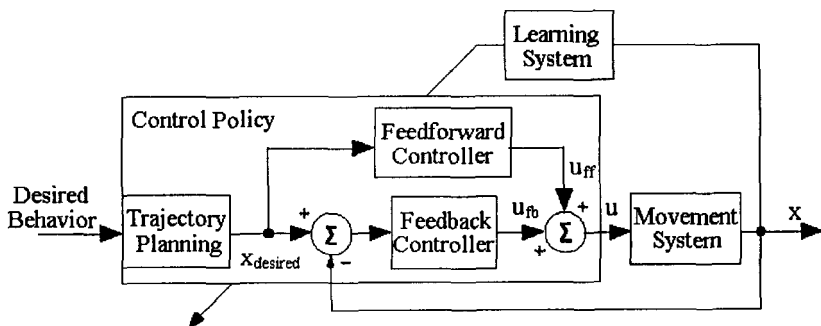 Learning
System
Control Policy
Feedforward
Controller
u_ff
Desired
Behavior
Trajectory
Planning
x_desired
+
Σ
-
Feedback
Controller
u_fb
+
+
Σ
u
Movement
System
x